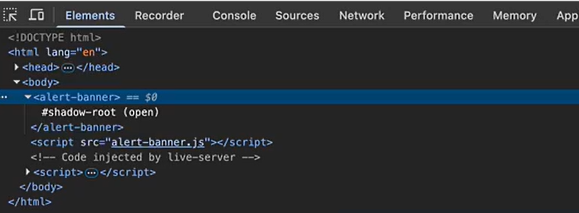 Elements Recorder Console Sources Network Performance Memory App
<!DOCTYPE html>
<html lang="en">
<head> ⋯ </head>
<body>
⋯ <alert-banner> == $0
#shadow-root (open)
</alert-banner>
<script src="alert-banner.js"></script>
<!-- Code injected by live-server -->
<script> ⋯ </script>
</body>
</html>